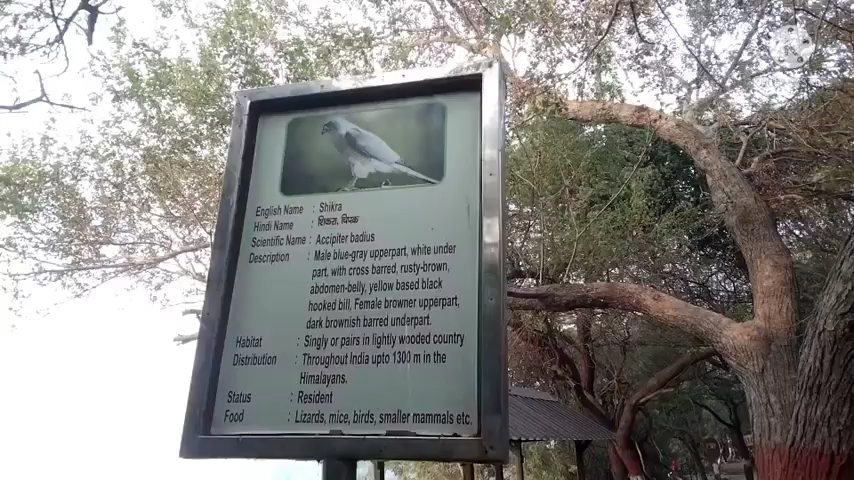 English Name : Shikra
Hindi Name : शिकरा, चिपक
Scientific Name : Accipiter badius
Description : Male blue-gray upperpart, white under
part, with cross barred, rusty-brown,
abdomen-belly, yellow based black
hooked bill, Female browner upperpart,
dark brownish barred underpart.
Habitat : Singly or pairs in lightly wooded country
Distribution : Throughout India upto 1300 m in the
Himalayans.
Status : Resident
Food : Lizards, mice, birds, smaller mammals etc.